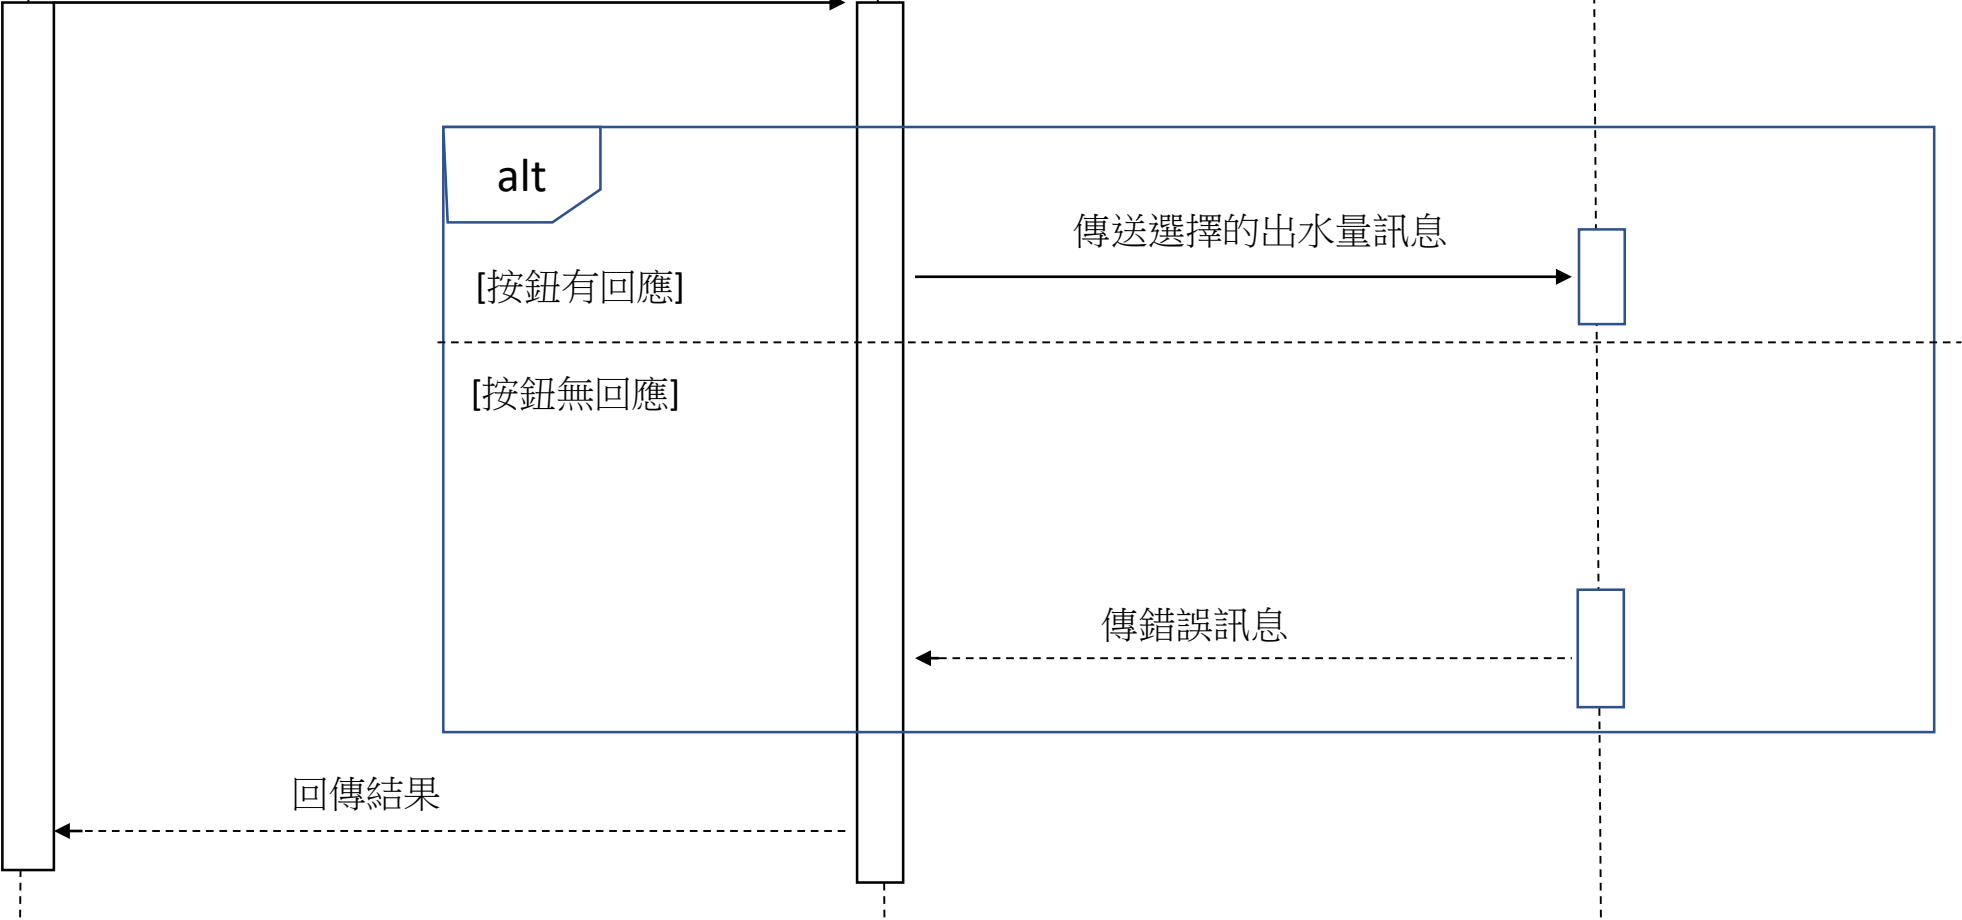 alt
傳送選擇的出水量訊息
[按鈕有回應]
[按鈕無回應]
傳錯誤訊息
回傳結果